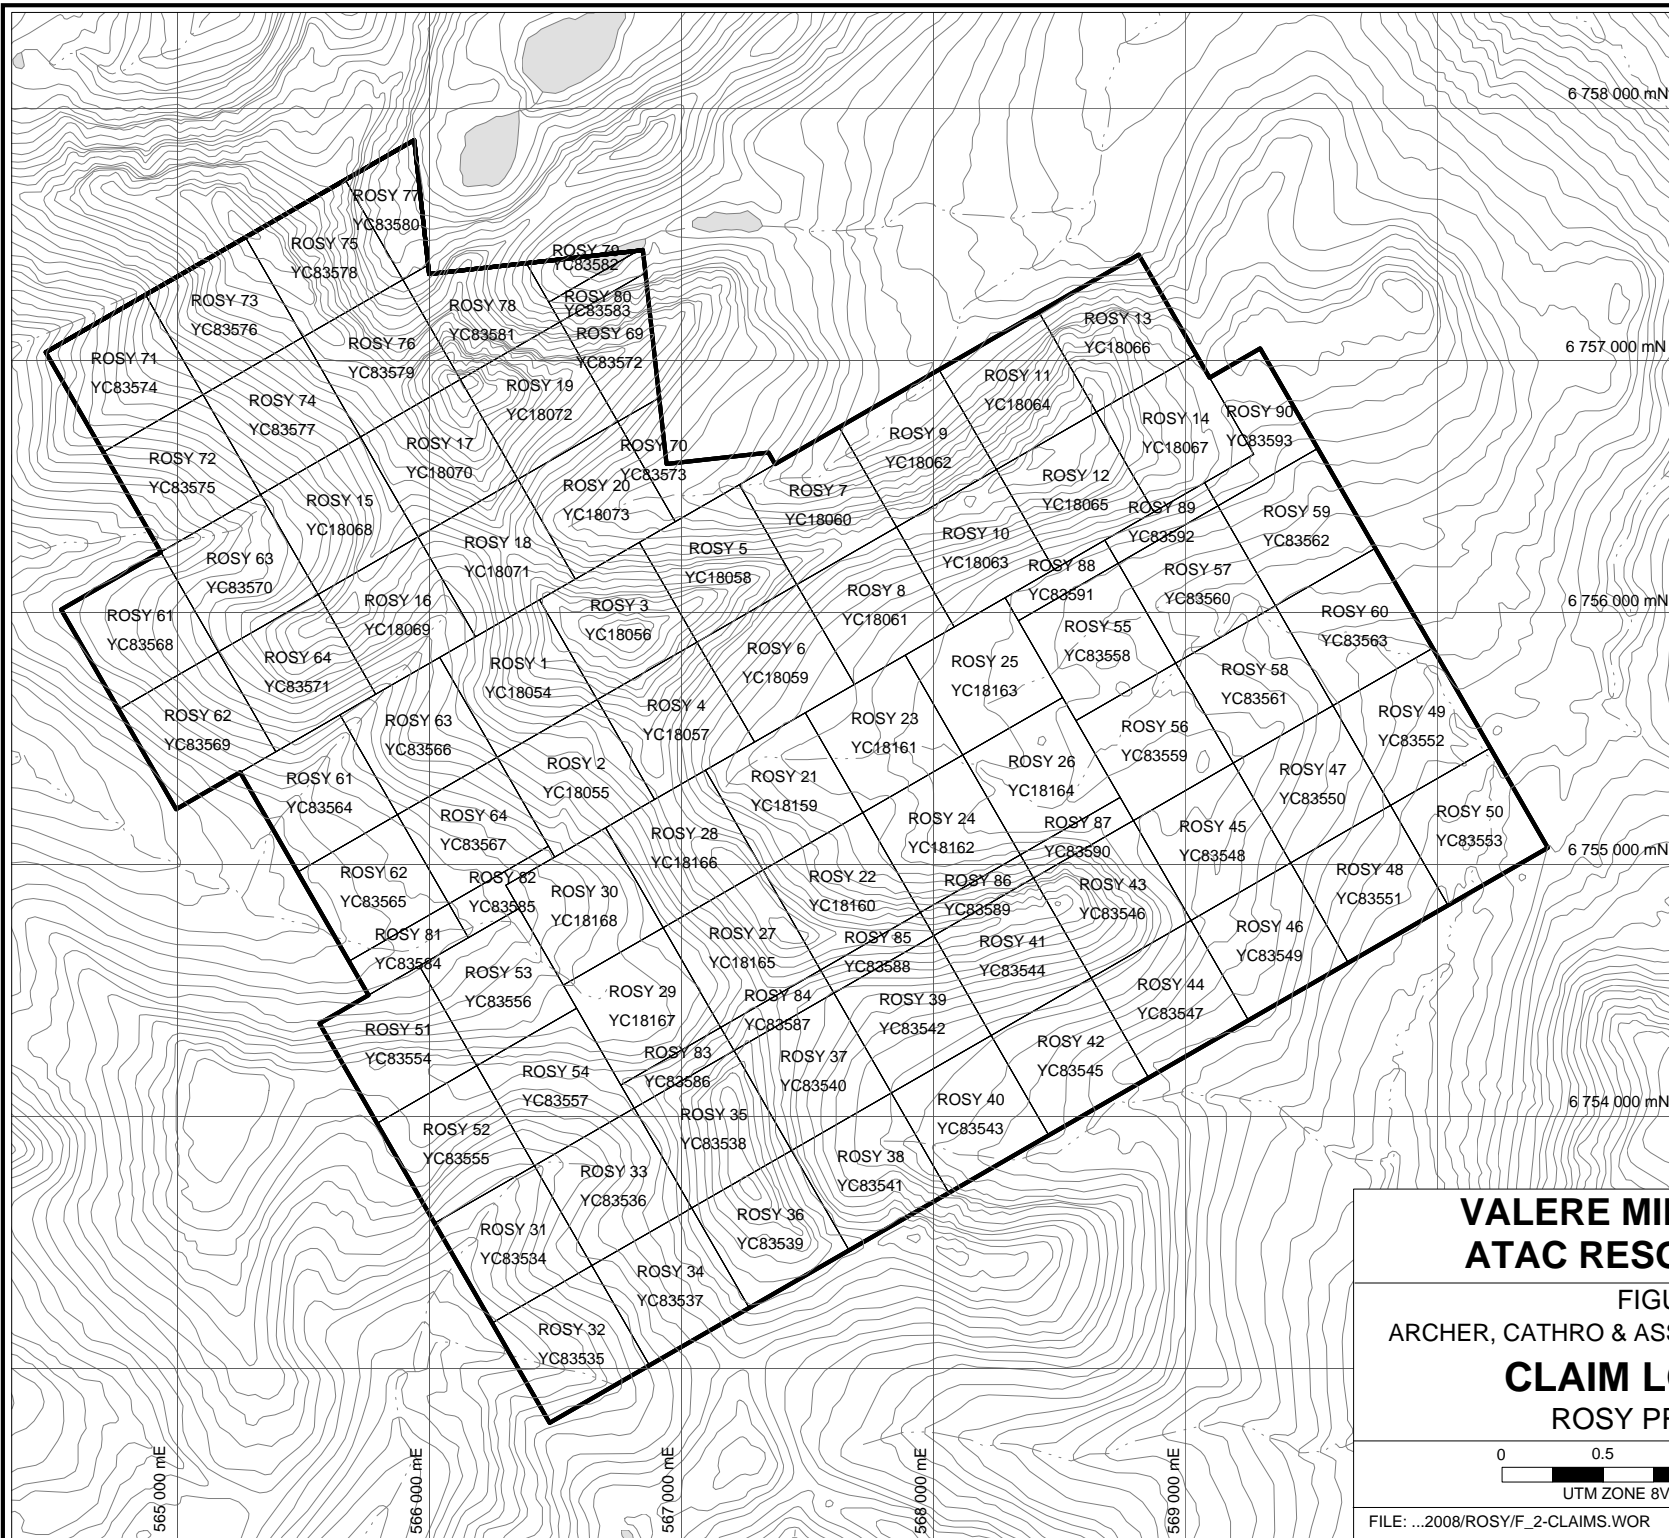 6 758 000 mN
ROSY 77
YC83580
ROSY 75
YC83578
ROSY 79
YC83582
ROSY 73
YC83576
ROSY 78
YC83581
ROSY 80
YC83583
ROSY 13
YC18066
ROSY 76
YC83579
ROSY 69
YC83572
6 757 000 mN
ROSY 71
YC83574
ROSY 19
YC18072
ROSY 11
YC18064
ROSY 74
YC83577
ROSY 14
YC18067
ROSY 90
YC83593
ROSY 17
YC18070
ROSY 70
YC83573
ROSY 9
YC18062
ROSY 72
YC83575
ROSY 20
YC18073
ROSY 7
YC18060
ROSY 12
YC18065
ROSY 15
YC18068
ROSY 89
YC83592
ROSY 59
YC83562
ROSY 18
YC18071
ROSY 5
YC18058
ROSY 10
YC18063
ROSY 63
YC83570
ROSY 88
YC83591
ROSY 57
YC83560
ROSY 16
YC18069
ROSY 3
YC18056
ROSY 8
YC18061
6 756 000 mN
ROSY 61
YC83568
ROSY 55
YC83558
ROSY 60
YC83563
ROSY 64
YC83571
ROSY 1
YC18054
ROSY 6
YC18059
ROSY 25
YC18163
ROSY 58
YC83561
ROSY 62
YC83569
ROSY 63
YC83566
ROSY 4
YC18057
ROSY 23
YC18161
ROSY 56
YC83559
ROSY 49
YC83552
ROSY 61
YC83564
ROSY 2
YC18055
ROSY 21
YC18159
ROSY 26
YC18164
ROSY 47
YC83550
ROSY 64
YC83567
ROSY 28
YC18166
ROSY 24
YC18162
ROSY 87
YC83590
ROSY 45
YC83548
ROSY 50
YC83553
6 755 000 mN
ROSY 62
YC83565
ROSY 82
YC83585
ROSY 30
YC18168
ROSY 22
YC18160
ROSY 86
YC83589
ROSY 43
YC83546
ROSY 48
YC83551
ROSY 81
YC83584
ROSY 27
YC18165
ROSY 85
YC83588
ROSY 41
YC83544
ROSY 46
YC83549
ROSY 53
YC83556
ROSY 29
YC18167
ROSY 84
YC83587
ROSY 39
YC83542
ROSY 44
YC83547
ROSY 51
YC83554
ROSY 83
YC83586
ROSY 37
YC83540
ROSY 42
YC83545
ROSY 54
YC83557
6 754 000 mN
ROSY 52
YC83555
ROSY 35
YC83538
ROSY 40
YC83543
ROSY 33
YC83536
ROSY 38
YC83541
ROSY 31
YC83534
ROSY 36
YC83539
ROSY 34
YC83537
ROSY 32
YC83535
565 000 mE
566 000 mE
567 000 mE
568 000 mE
569 000 mE
VALERE MI
ATAC RESO
FIGU
ARCHER, CATHRO & ASS
CLAIM LO
ROSY PR
0 0.5
UTM ZONE 8V
FILE: ...2008/ROSY/F_2-CLAIMS.WOR